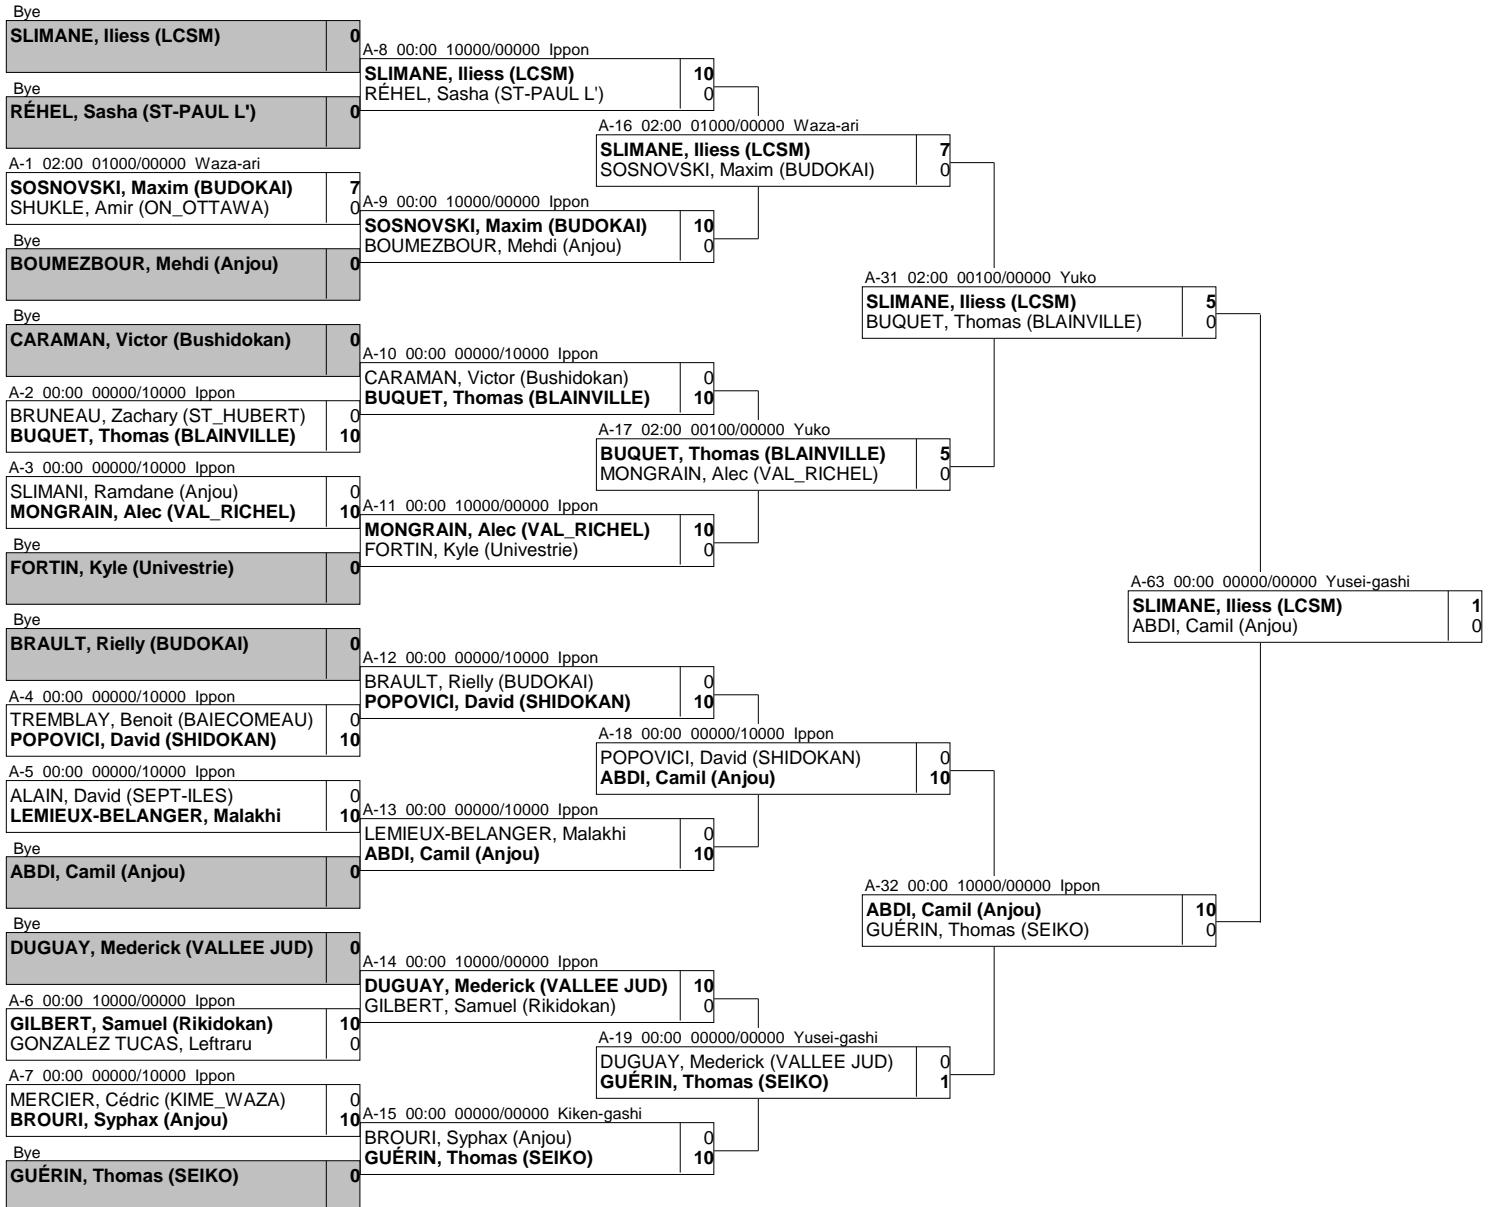 Bye
SLIMANE, Iliess (LCSM) 0
Bye
RÉHEL, Sasha (ST-PAUL L') 0
A-1 02:00 01000/00000 Waza-ari
SOSNOVSKI, Maxim (BUDOKAI) 7
SHUKLE, Amir (ON_OTTAWA) 0
Bye
BOUMEZBOUR, Mehdi (Anjou) 0
Bye
CARAMAN, Victor (Bushidokan) 0
A-2 00:00 00000/10000 Ippon
BRUNEAU, Zachary (ST_HUBERT) 0
BUQUET, Thomas (BLAINVILLE) 10
A-3 00:00 00000/10000 Ippon
SLIMANI, Ramdane (Anjou) 0
MONGRAIN, Alec (VAL_RICHEL) 10
Bye
FORTIN, Kyle (Univestrie) 0
Bye
BRAULT, Rielly (BUDOKAI) 0
A-4 00:00 00000/10000 Ippon
TREMBLAY, Benoit (BAIECOMEAU) 0
POPOVICI, David (SHIDOKAN) 10
A-5 00:00 00000/10000 Ippon
ALAIN, David (SEPT-ILES) 0
LEMIEUX-BELANGER, Malakhi 10
Bye
ABDI, Camil (Anjou) 0
Bye
DUGUAY, Mederick (VALLEE JUD) 0
A-6 00:00 10000/00000 Ippon
GILBERT, Samuel (Rikidokan) 10
GONZALEZ TUCAS, Leftraru 0
A-7 00:00 00000/10000 Ippon
MERCIER, Cédric (KIME_WAZA) 0
BROURI, Syphax (Anjou) 10
Bye
GUÉRIN, Thomas (SEIKO) 0
A-8 00:00 10000/00000 Ippon
SLIMANE, Iliess (LCSM) 10
RÉHEL, Sasha (ST-PAUL L') 0
A-9 00:00 10000/00000 Ippon
SOSNOVSKI, Maxim (BUDOKAI) 10
BOUMEZBOUR, Mehdi (Anjou) 0
A-10 00:00 00000/10000 Ippon
CARAMAN, Victor (Bushidokan) 0
BUQUET, Thomas (BLAINVILLE) 10
A-11 00:00 10000/00000 Ippon
MONGRAIN, Alec (VAL_RICHEL) 10
FORTIN, Kyle (Univestrie) 0
A-12 00:00 00000/10000 Ippon
BRAULT, Rielly (BUDOKAI) 0
POPOVICI, David (SHIDOKAN) 10
A-13 00:00 00000/10000 Ippon
LEMIEUX-BELANGER, Malakhi 0
ABDI, Camil (Anjou) 10
A-14 00:00 10000/00000 Ippon
DUGUAY, Mederick (VALLEE JUD) 10
GILBERT, Samuel (Rikidokan) 0
A-15 00:00 00000/00000 Kiken-gashi
BROURI, Syphax (Anjou) 0
GUÉRIN, Thomas (SEIKO) 10
A-16 02:00 01000/00000 Waza-ari
SLIMANE, Iliess (LCSM) 7
SOSNOVSKI, Maxim (BUDOKAI) 0
A-17 02:00 00100/00000 Yuko
BUQUET, Thomas (BLAINVILLE) 5
MONGRAIN, Alec (VAL_RICHEL) 0
A-18 00:00 00000/10000 Ippon
POPOVICI, David (SHIDOKAN) 0
ABDI, Camil (Anjou) 10
A-19 00:00 00000/00000 Yusei-gashi
DUGUAY, Mederick (VALLEE JUD) 0
GUÉRIN, Thomas (SEIKO) 1
A-31 02:00 00100/00000 Yuko
SLIMANE, Iliess (LCSM) 5
BUQUET, Thomas (BLAINVILLE) 0
A-32 00:00 10000/00000 Ippon
ABDI, Camil (Anjou) 10
GUÉRIN, Thomas (SEIKO) 0
A-63 00:00 00000/00000 Yusei-gashi
SLIMANE, Iliess (LCSM) 1
ABDI, Camil (Anjou) 0